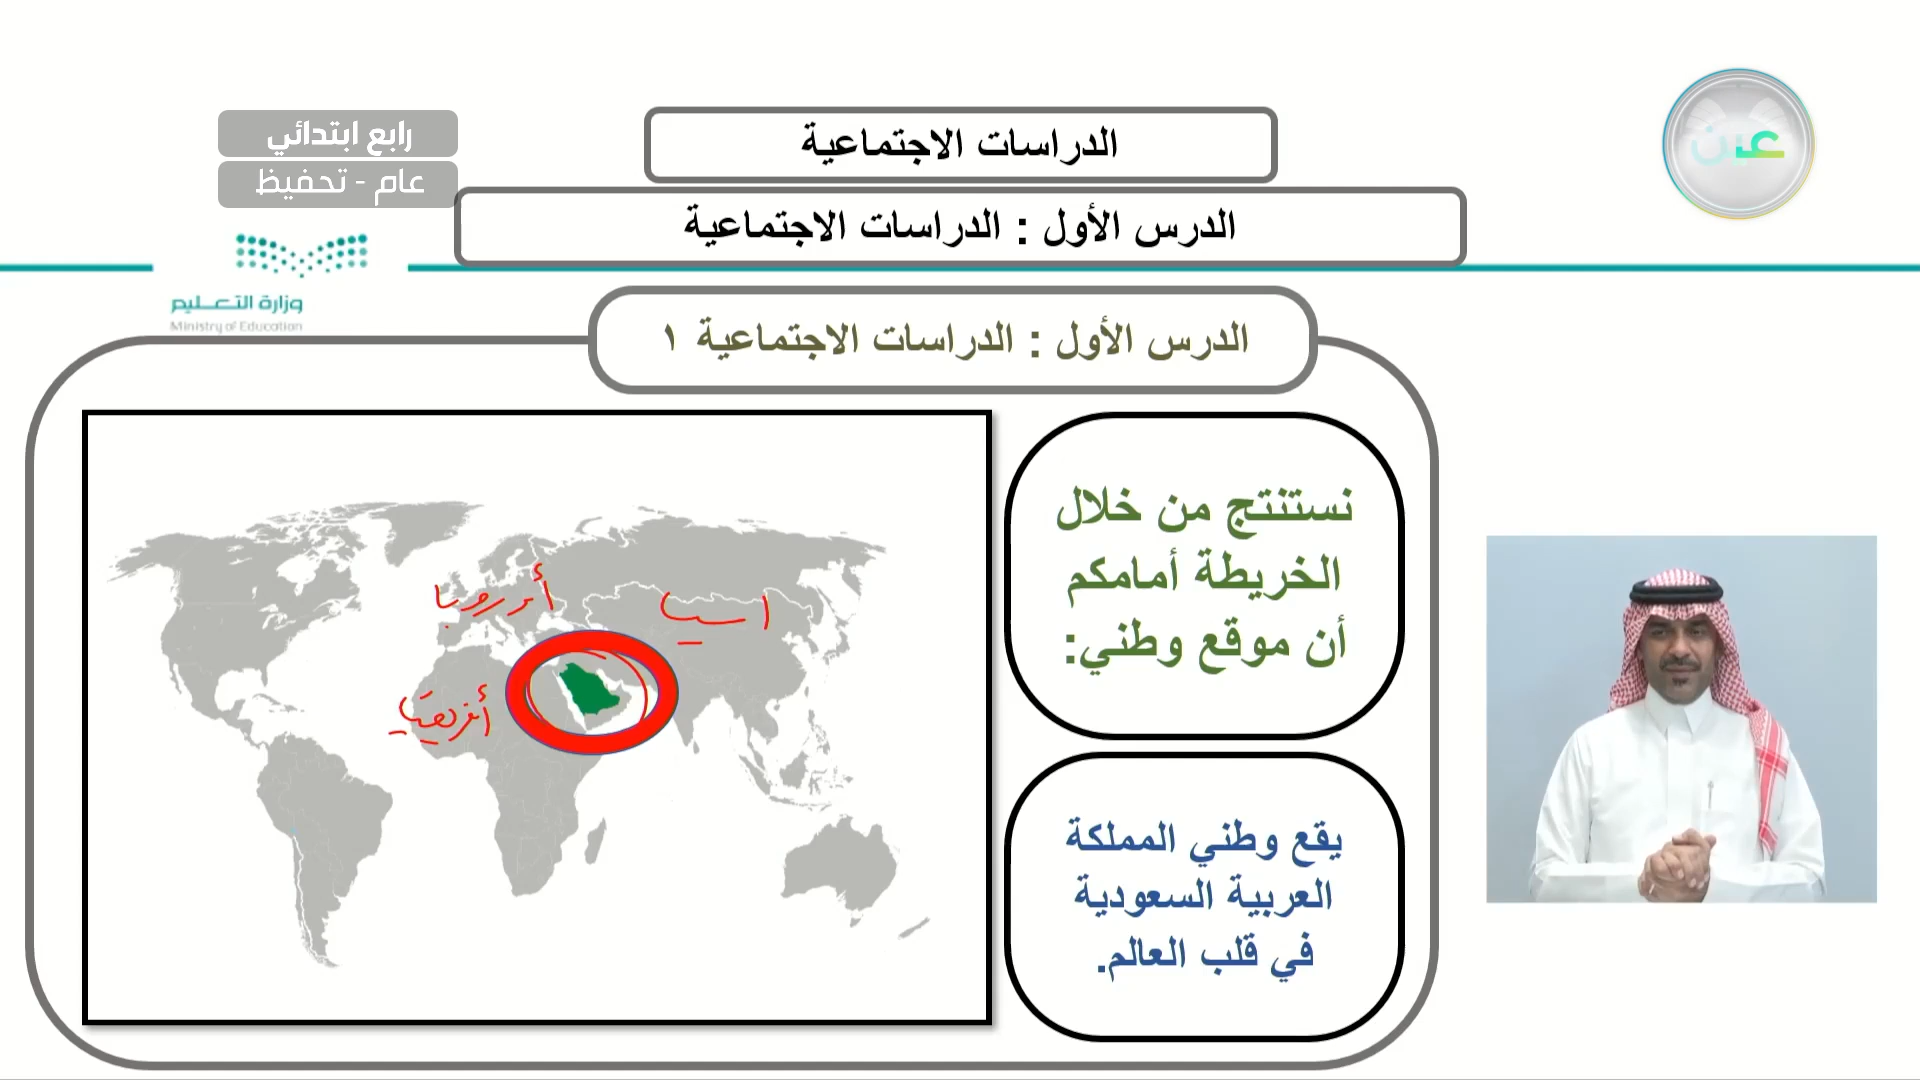 رابع ابتدائي
عام - تحفيظ
عين
الدراسات الاجتماعية
الدرس الأول : الدراسات الاجتماعية
وزارة التعليم
Ministry of Education
الدرس الأول : الدراسات الاجتماعية ١
نستنتج من خلال
الخريطة أمامكم
أن موقع وطني:
يقع وطني المملكة
العربية السعودية
في قلب العالم.
أوروبا
اسيا
أفريقيا